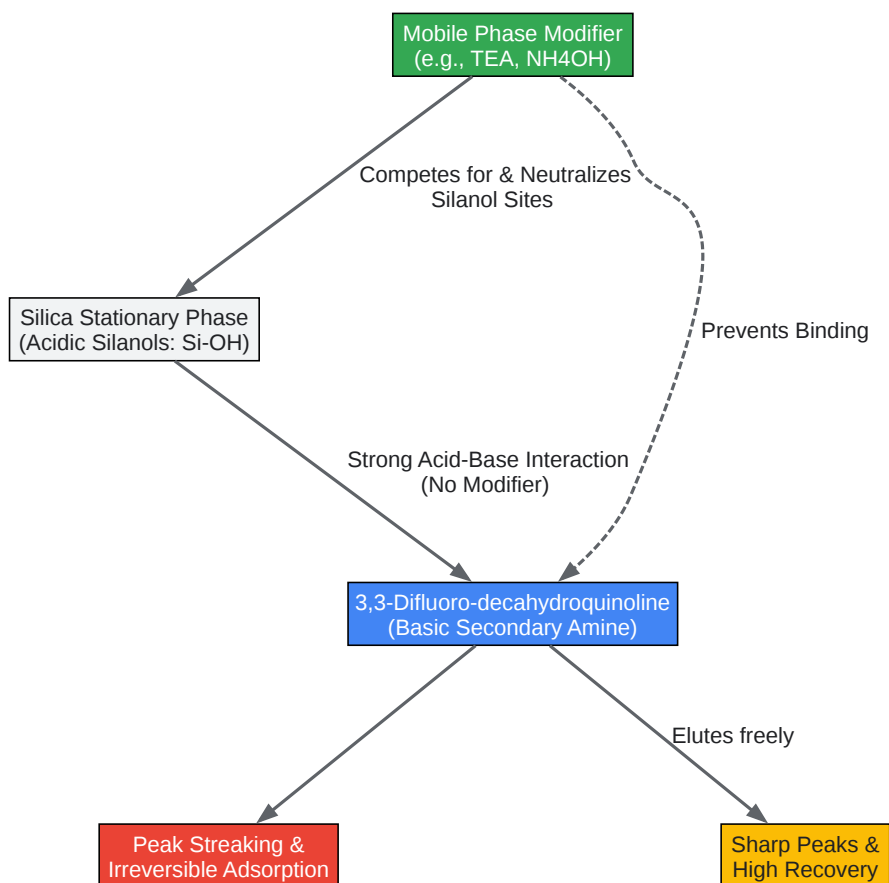 Mobile Phase Modifier
(e.g., TEA, NH4OH)
Competes for & Neutralizes
Silanol Sites
Silica Stationary Phase
(Acidic Silanols: Si-OH)
Prevents Binding
Strong Acid-Base Interaction
(No Modifier)
3,3-Difluoro-decahydroquinoline
(Basic Secondary Amine)
Elutes freely
Peak Streaking &
Irreversible Adsorption
Sharp Peaks &
High Recovery